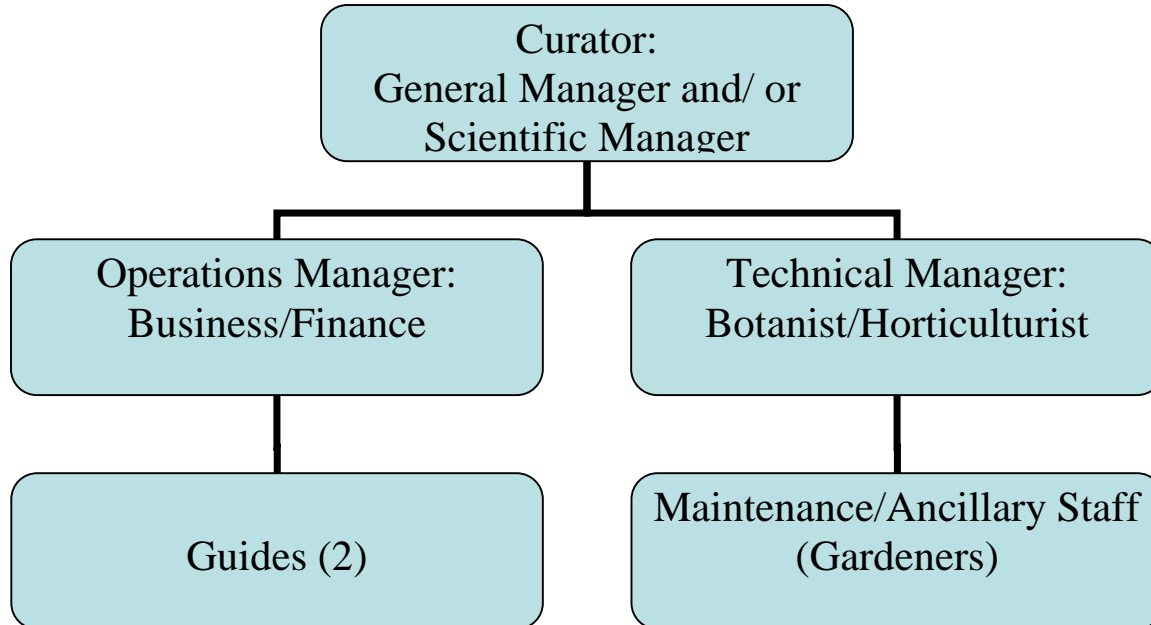 Curator:
General Manager and/ or
Scientific Manager
Operations Manager:
Business/Finance
Technical Manager:
Botanist/Horticulturist
Guides (2)
Maintenance/Ancillary Staff
(Gardeners)